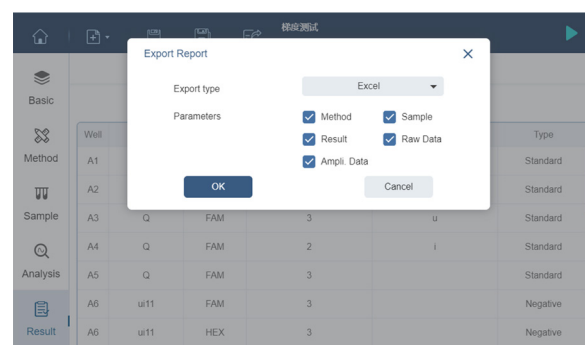 梯度测试
Export Report
Export type Excel
Parameters Method Sample
Result Raw Data
Ampli. Data
OK Cancel
Basic
Method
Sample
Analysis
Result
Well Type
A1 Standard
A2 Standard
A3 Q FAM 3 u Standard
A4 Q FAM 2 i Standard
A5 Q FAM 3 Standard
A6 ui11 FAM 3 Negative
A6 ui11 HEX 3 Negative